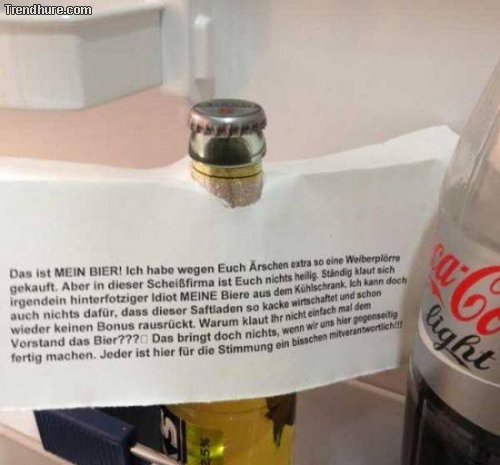 Trendhure.com
Das ist MEIN BIER! Ich habe wegen Euch Ärschen extra so eine Weiberplörre
gekauft. Aber in dieser Scheißfirma ist Euch nichts heilig. Ständig klaut sich
irgendein hinterfotziger Idiot MEINE Biere aus dem Kühlschrank. Ich kann doch
auch nichts dafür, dass dieser Saftladen so kacke wirtschaftet und schon
wieder keinen Bonus rausrückt. Warum klaut Ihr nicht einfach mal dem
Vorstand das Bier???□ Das bringt doch nichts, wenn wir uns hier gegenseitig
fertig machen. Jeder ist hier für die Stimmung ein bisschen mitverantwortlich!!!
ca-Co
light